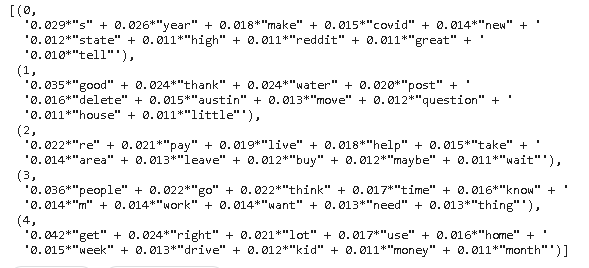 [(0,
'0.029*"s" + 0.026*"year" + 0.018*"make" + 0.015*"covid" + 0.014*"new" + '
'0.012*"state" + 0.011*"high" + 0.011*"reddit" + 0.011*"great" + '
'0.010*"tell"'),
(1,
'0.035*"good" + 0.024*"thank" + 0.024*"water" + 0.020*"post" + '
'0.016*"delete" + 0.015*"austin" + 0.013*"move" + 0.012*"question" + '
'0.011*"house" + 0.011*"little"'),
(2,
'0.022*"re" + 0.021*"pay" + 0.019*"live" + 0.018*"help" + 0.015*"take" + '
'0.014*"area" + 0.013*"leave" + 0.012*"buy" + 0.012*"maybe" + 0.011*"wait"'),
(3,
'0.036*"people" + 0.022*"go" + 0.022*"think" + 0.017*"time" + 0.016*"know" + '
'0.014*"m" + 0.014*"work" + 0.014*"want" + 0.013*"need" + 0.013*"thing"'),
(4,
'0.042*"get" + 0.024*"right" + 0.021*"lot" + 0.017*"use" + 0.016*"home" + '
'0.015*"week" + 0.013*"drive" + 0.012*"kid" + 0.011*"money" + 0.011*"month"')]